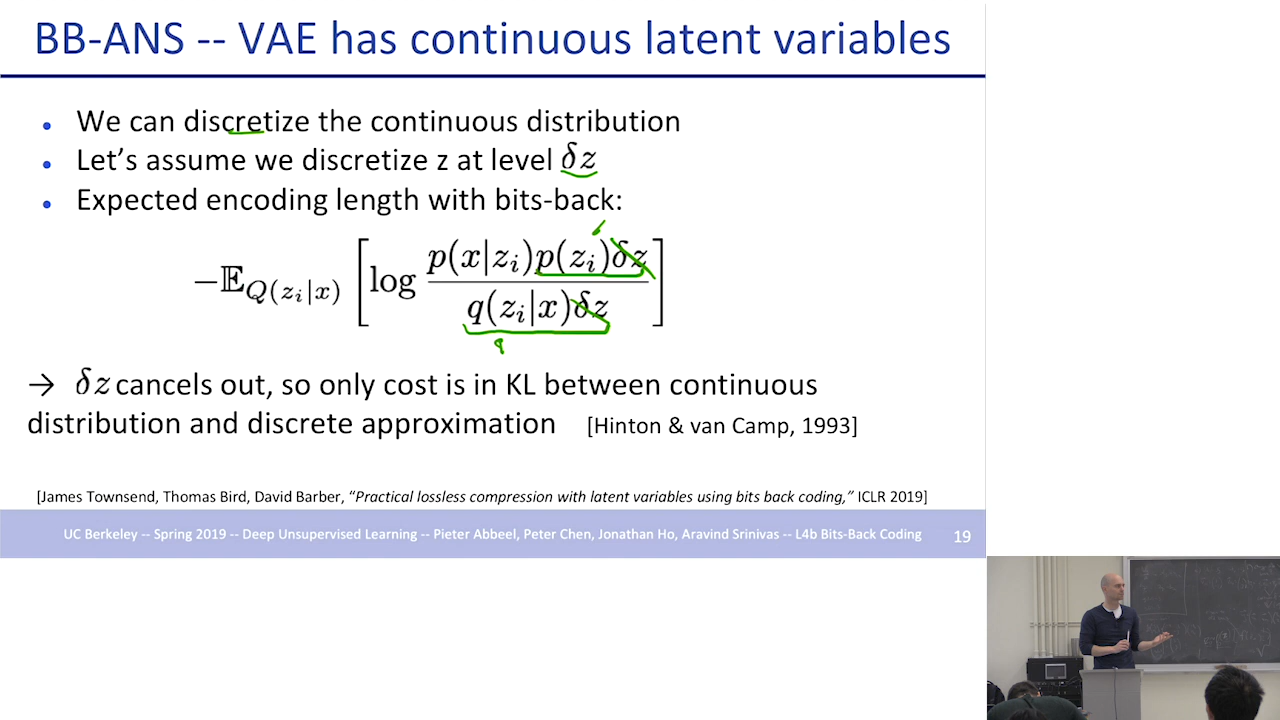 BB-ANS -- VAE has continuous latent variables
• We can discretize the continuous distribution
• Let's assume we discretize z at level δz
• Expected encoding length with bits-back:
−𝔼_{Q(z_i|x)} [ log \frac{p(x|z_i)p(z_i)δz}{q(z_i|x)δz} ]
→ δz cancels out, so only cost is in KL between continuous
distribution and discrete approximation [Hinton & van Camp, 1993]
[James Townsend, Thomas Bird, David Barber, “Practical lossless compression with latent variables using bits back coding,” ICLR 2019]
UC Berkeley -- Spring 2019 -- Deep Unsupervised Learning -- Pieter Abbeel, Peter Chen, Jonathan Ho, Aravind Srinivas -- L4b Bits-Back Coding 19